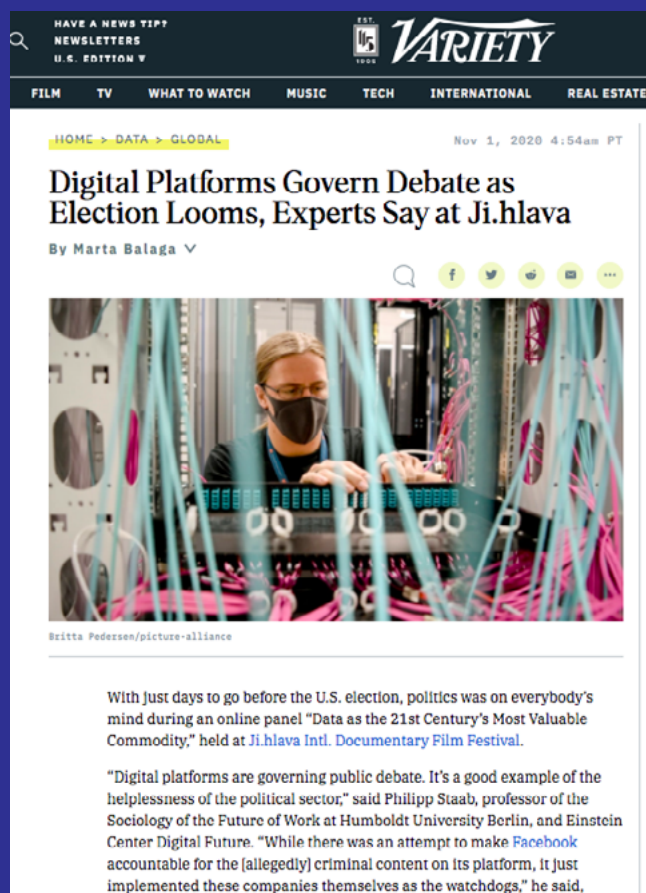 HAVE A NEWS TIP?
NEWSLETTERS
U.S. EDITION
EST.
1905
VARIETY
FILM TV WHAT TO WATCH MUSIC TECH INTERNATIONAL REAL ESTATE
HOME > DATA > GLOBAL Nov 1, 2020 4:54am PT
Digital Platforms Govern Debate as
Election Looms, Experts Say at Ji.hlava
By Marta Balaga
Britta Pedersen/picture-alliance
With just days to go before the U.S. election, politics was on everybody's
mind during an online panel “Data as the 21st Century's Most Valuable
Commodity,” held at Ji.hlava Intl. Documentary Film Festival.
“Digital platforms are governing public debate. It's a good example of the
helplessness of the political sector,” said Philipp Staab, professor of the
Sociology of the Future of Work at Humboldt University Berlin, and Einstein
Center Digital Future. “While there was an attempt to make Facebook
accountable for the [allegedly] criminal content on its platform, it just
implemented these companies themselves as the watchdogs,” he said,